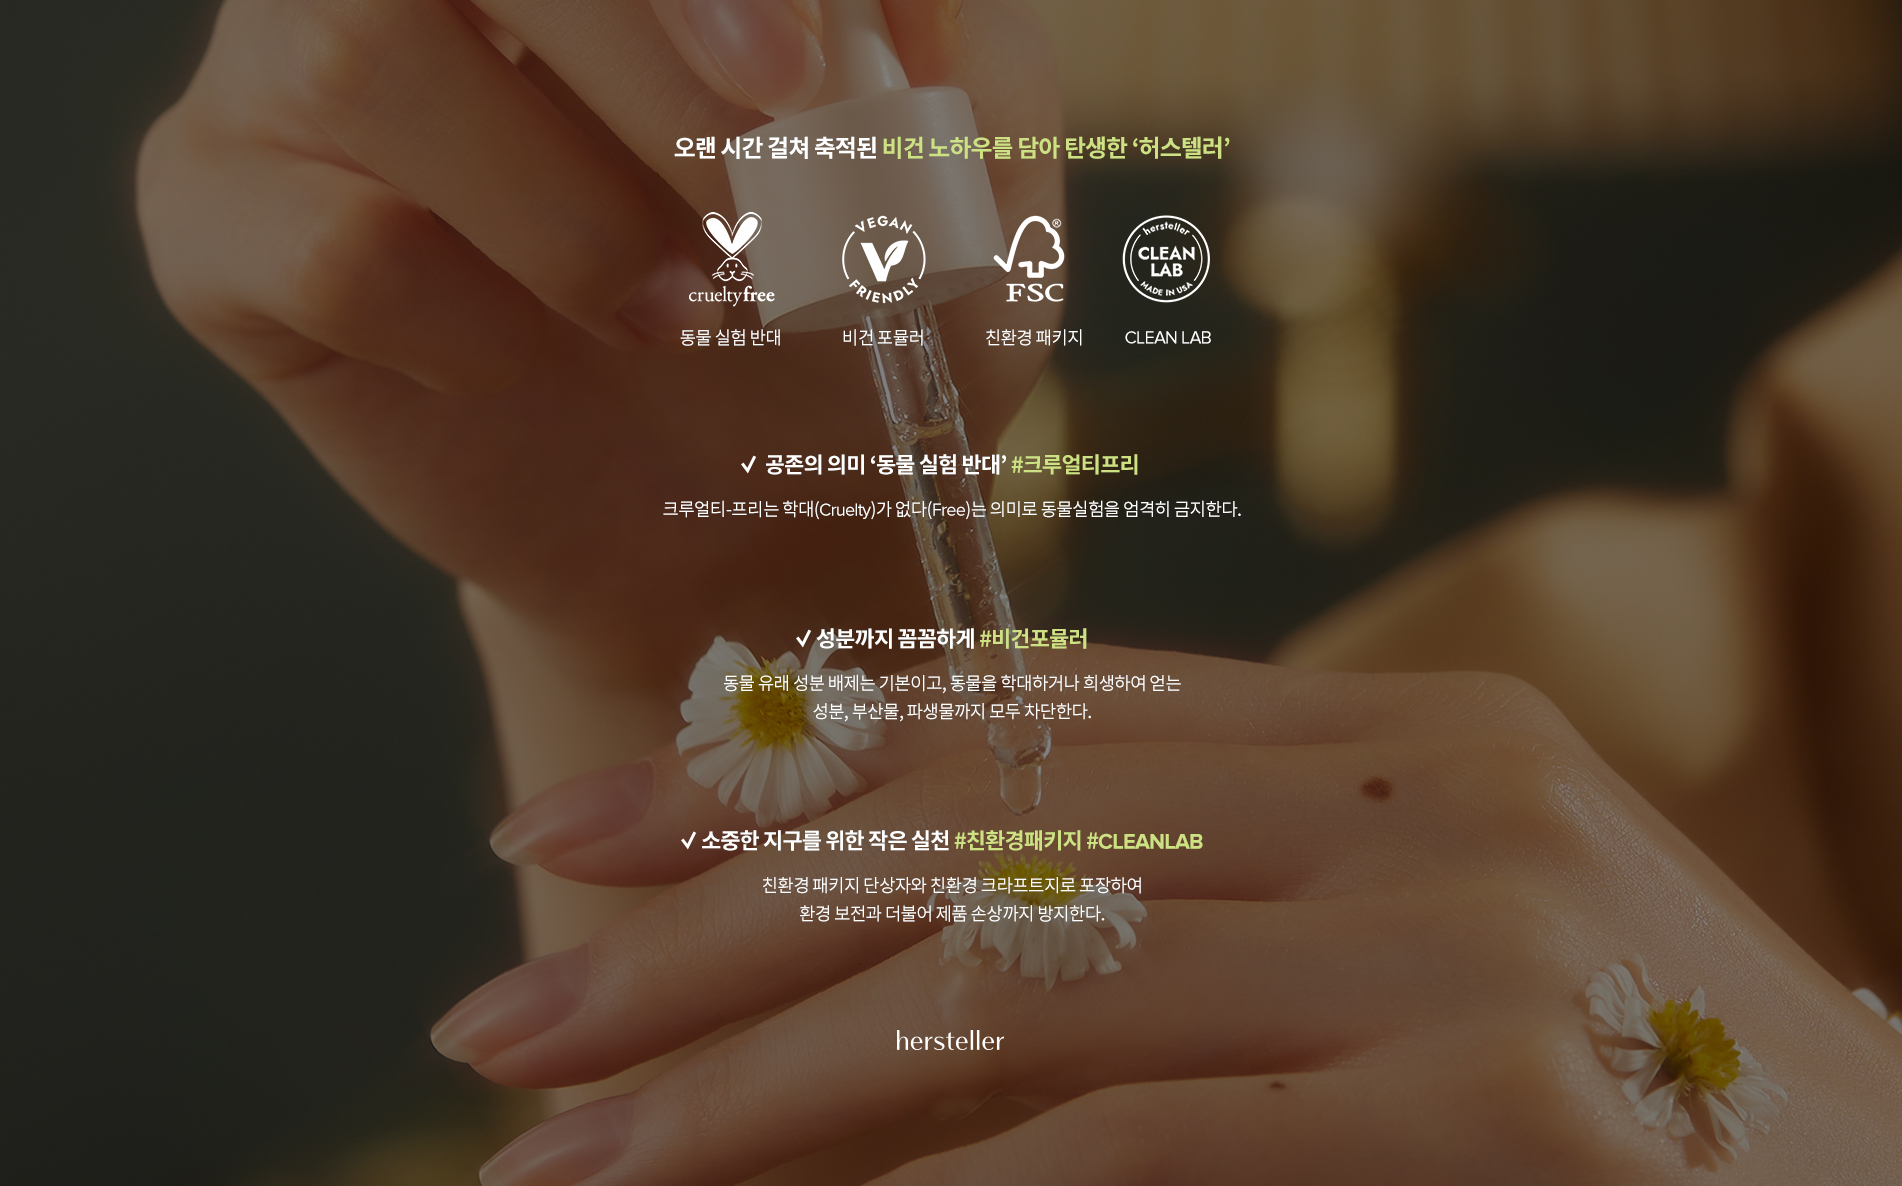 오랜 시간 걸쳐 축적된 비건 노하우를 담아 탄생한 ‘허스텔러’
crueltyfree
VEGAN
V
FRIENDLY
®
FSC
hersteller
CLEAN
LAB
MADE IN USA
동물 실험 반대
비건 포뮬러
친환경 패키지
CLEAN LAB
✓ 공존의 의미 ‘동물 실험 반대’ #크루얼티프리
크루얼티-프리는 학대(Cruelty)가 없다(Free)는 의미로 동물실험을 엄격히 금지한다.
✓ 성분까지 꼼꼼하게 #비건포뮬러
동물 유래 성분 배제는 기본이고, 동물을 학대하거나 희생하여 얻는
성분, 부산물, 파생물까지 모두 차단한다.
✓ 소중한 지구를 위한 작은 실천 #친환경패키지 #CLEANLAB
친환경 패키지 단상자와 친환경 크라프트지로 포장하여
환경 보전과 더불어 제품 손상까지 방지한다.
hersteller